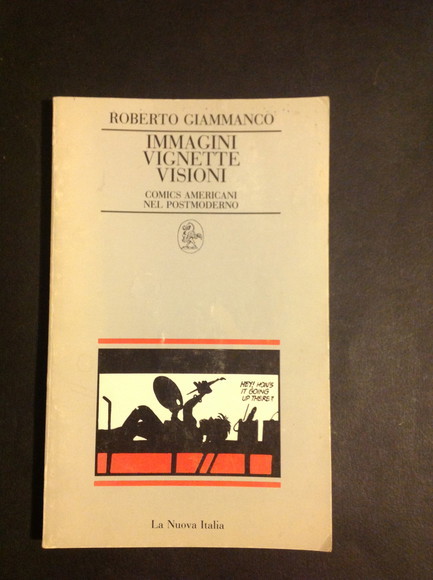 ROBERTO GIAMMANCO
IMMAGINI
VIGNETTE
VISIONI
COMICS AMERICANI
NEL POSTMODERNO
HEY! HOW'S
IT GOING
UP THERE?
La Nuova Italia